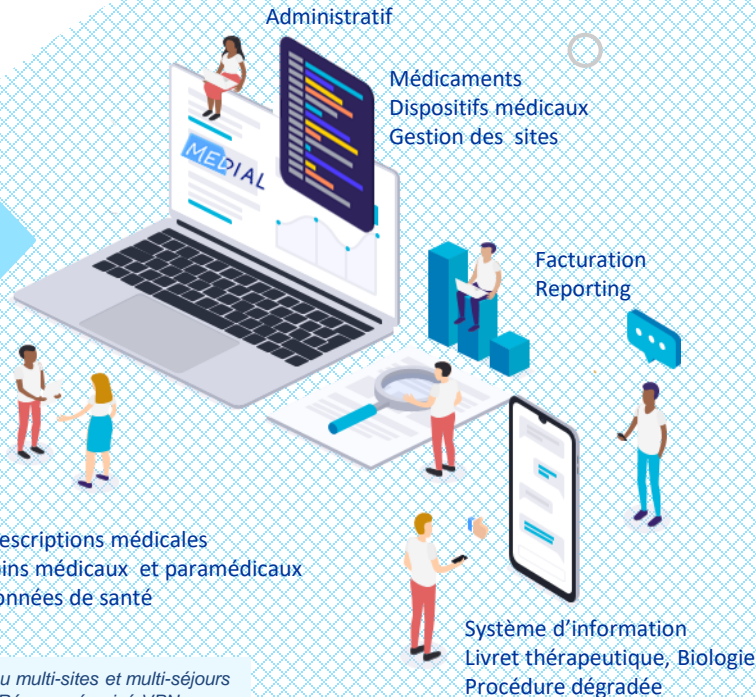 Administratif
Médicaments
Dispositifs médicaux
Gestion des sites
MEDIAL
Facturation
Reporting
escriptions médicales
oins médicaux et paramédicaux
onnées de santé
Système d'information
Livret thérapeutique, Biologie
Procédure dégradée
u multi-sites et multi-séjours